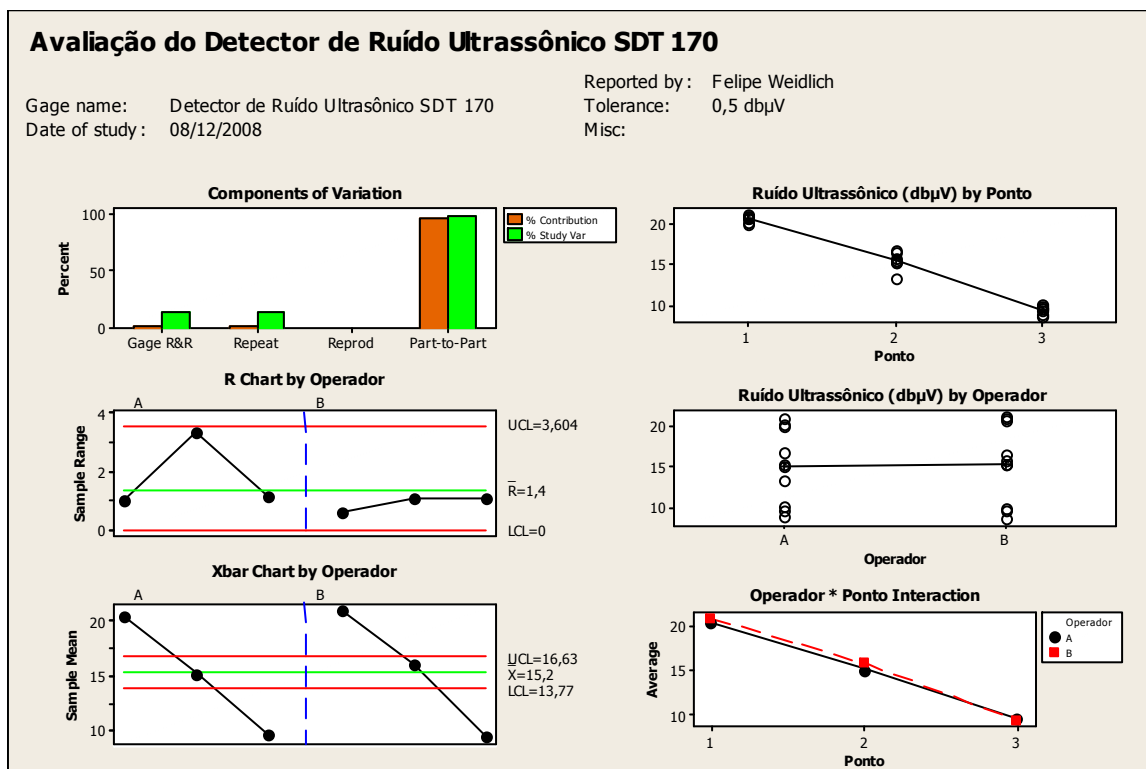 Avaliação do Detector de Ruído Ultrassônico SDT 170
Gage name: Detector de Ruído Ultrasônico SDT 170
Date of study: 08/12/2008
Reported by: Felipe Weidlich
Tolerance: 0,5 dbµV
Misc:
Components of Variation
Percent
100
50
0
Gage R&R Repeat Reprod Part-to-Part
% Contribution
% Study Var
R Chart by Operador
A B
Sample Range
4
2
0
UCL=3,604
R=1,4
LCL=0
Xbar Chart by Operador
A B
Sample Mean
20
15
10
UCL=16,63
X=15,2
LCL=13,77
Ruído Ultrassônico (dbµV) by Ponto
20
15
10
1 2 3
Ponto
Ruído Ultrassônico (dbµV) by Operador
20
15
10
A B
Operador
Operador * Ponto Interaction
Average
20
15
10
1 2 3
Ponto
Operador
A
B